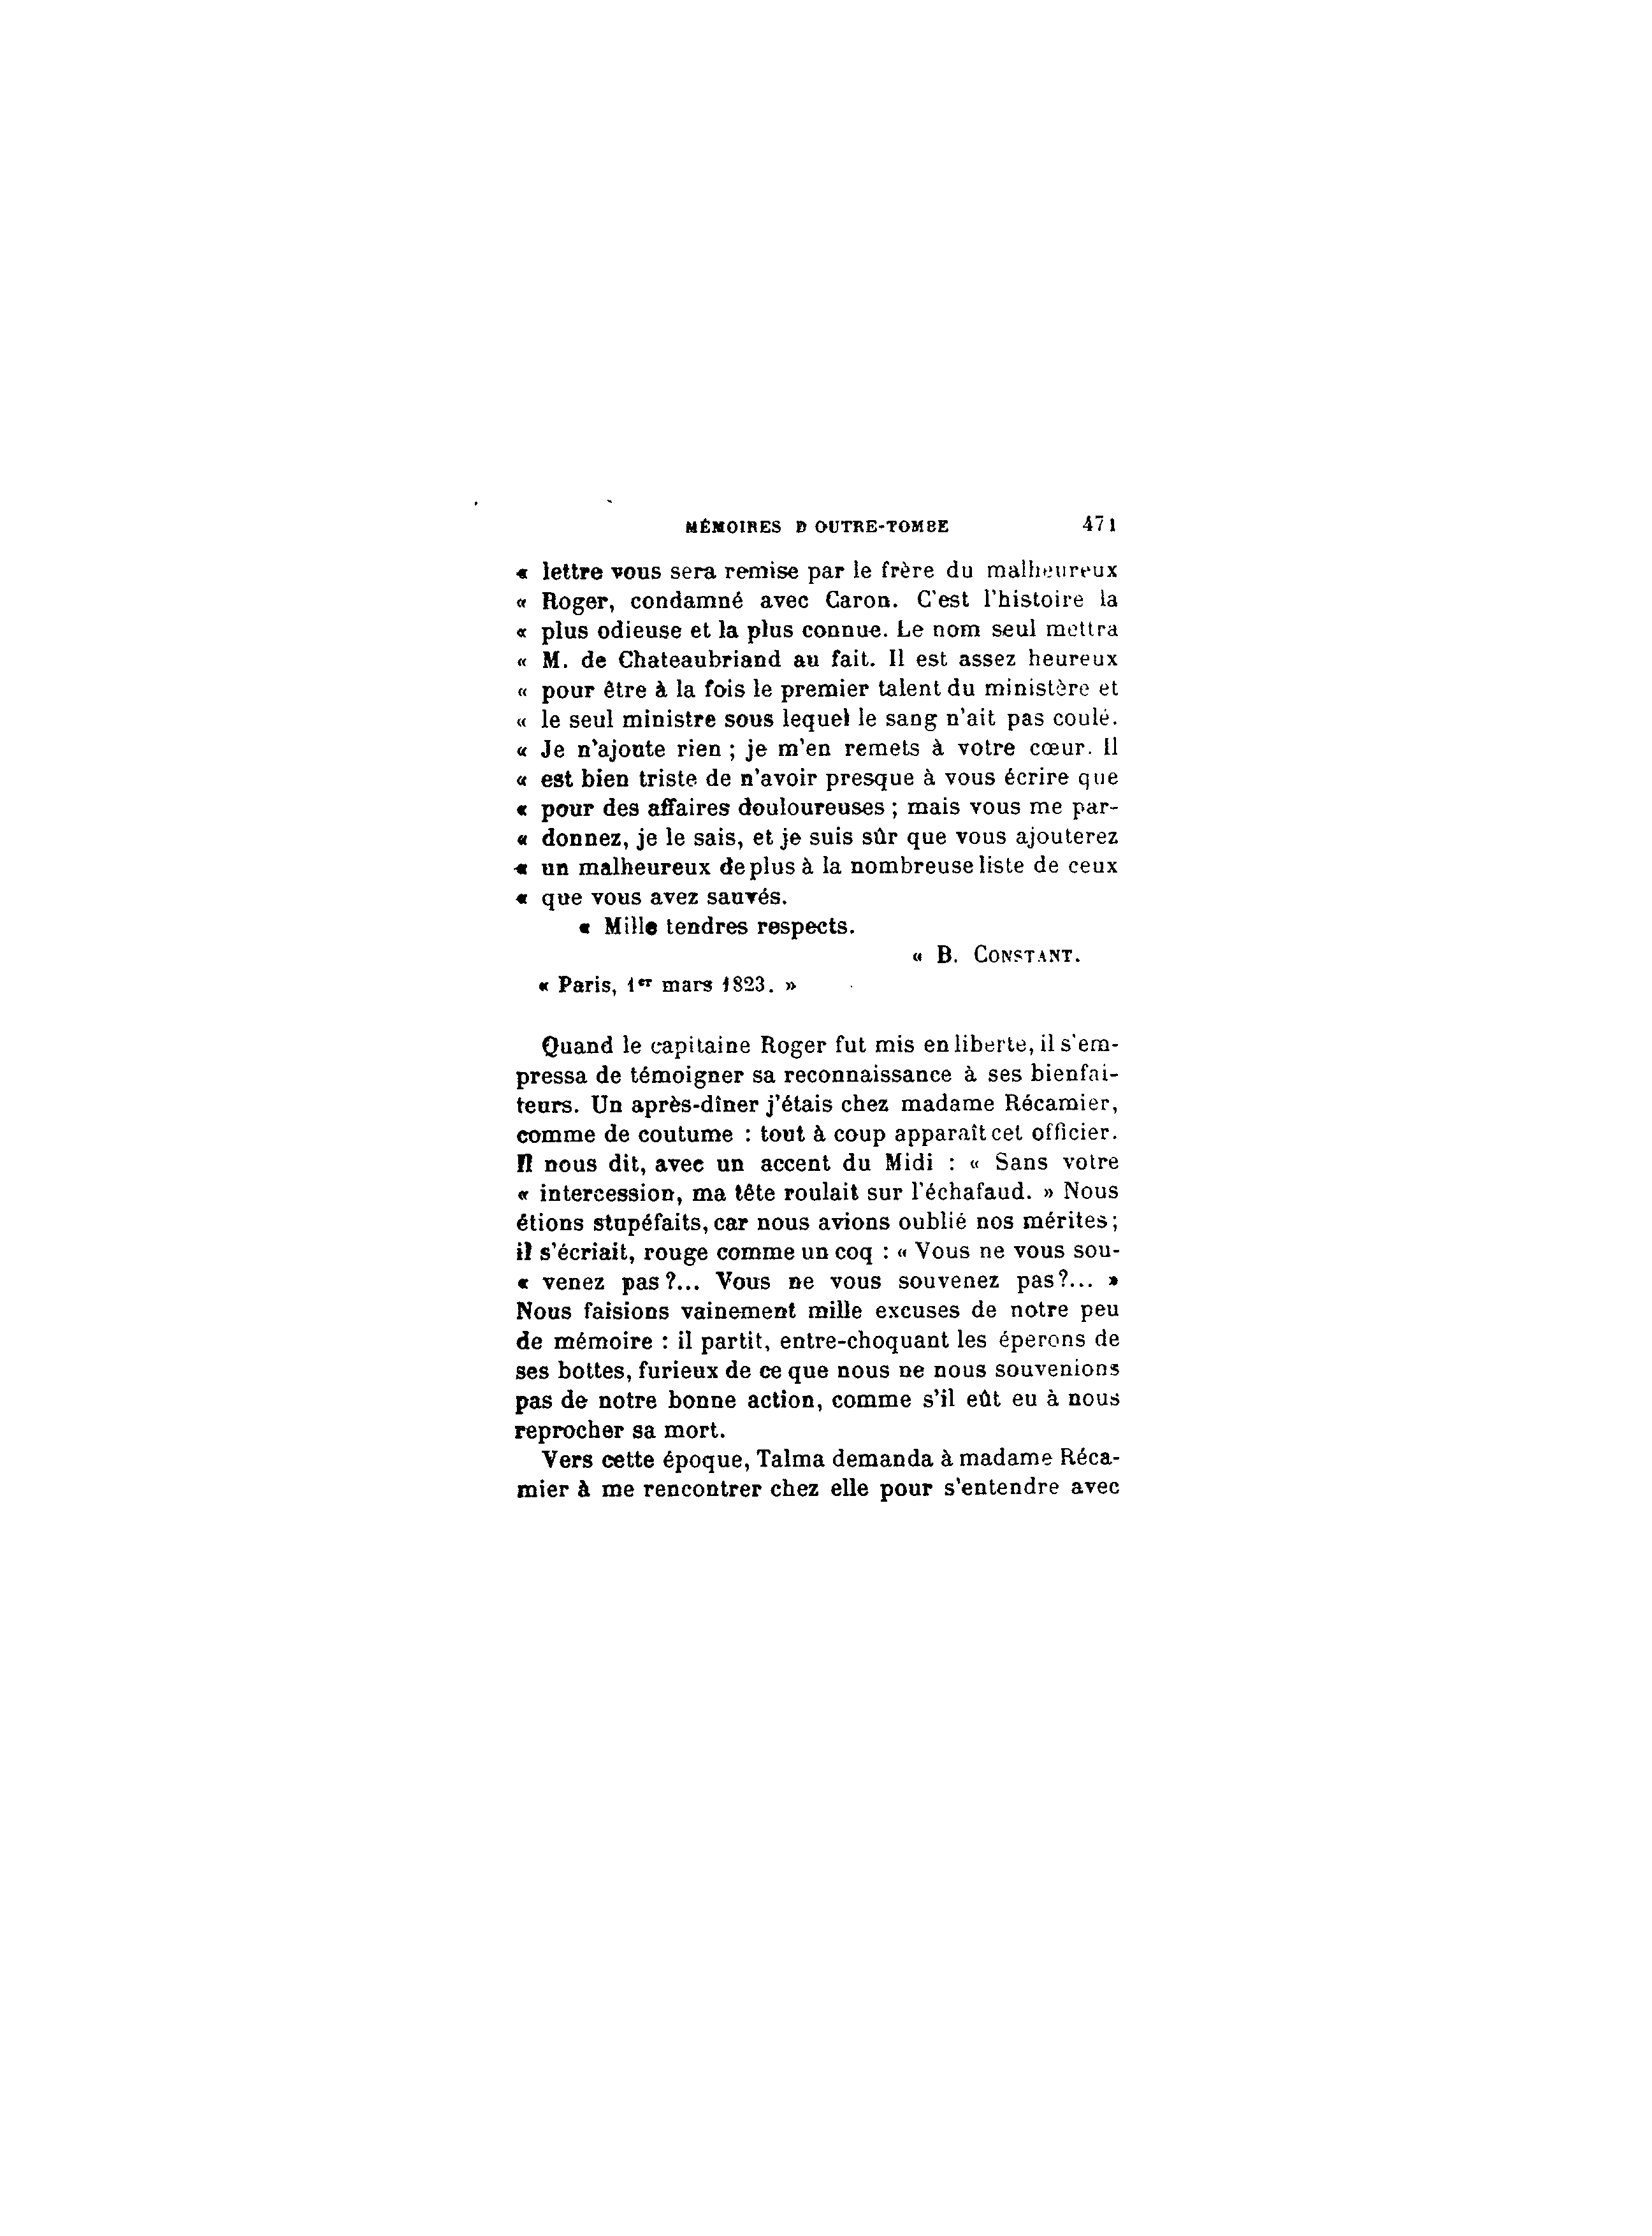 MÉMOIRES D OUTRE-TOMBE 471
« lettre vous sera remise par le frère du malheureux
« Roger, condamné avec Caron. C'est l'histoire la
« plus odieuse et la plus connue. Le nom seul mettra
« M. de Chateaubriand au fait. Il est assez heureux
« pour être à la fois le premier talent du ministère et
« le seul ministre sous lequel le sang n'ait pas coulé.
« Je n'ajoute rien ; je m'en remets à votre cœur. Il
« est bien triste de n'avoir presque à vous écrire que
« pour des affaires douloureuses ; mais vous me par-
« donnez, je le sais, et je suis sûr que vous ajouterez
« un malheureux de plus à la nombreuse liste de ceux
« que vous avez sauvés.
« Mille tendres respects.
« B. CONSTANT.
« Paris, 1er mars 1823. »
Quand le capitaine Roger fut mis en liberté, il s'em-
pressa de témoigner sa reconnaissance à ses bienfai-
teurs. Un après-dîner j'étais chez madame Récamier,
comme de coutume : tout à coup apparaît cet officier.
Il nous dit, avec un accent du Midi : « Sans votre
« intercession, ma tête roulait sur l'échafaud. » Nous
étions stupéfaits, car nous avions oublié nos mérites ;
il s'écriait, rouge comme un coq : « Vous ne vous sou-
« venez pas ?... Vous ne vous souvenez pas ?... »
Nous faisions vainement mille excuses de notre peu
de mémoire : il partit, entre-choquant les éperons de
ses bottes, furieux de ce que nous ne nous souvenions
pas de notre bonne action, comme s'il eût eu à nous
reprocher sa mort.
Vers cette époque, Talma demanda à madame Réca-
mier à me rencontrer chez elle pour s'entendre avec